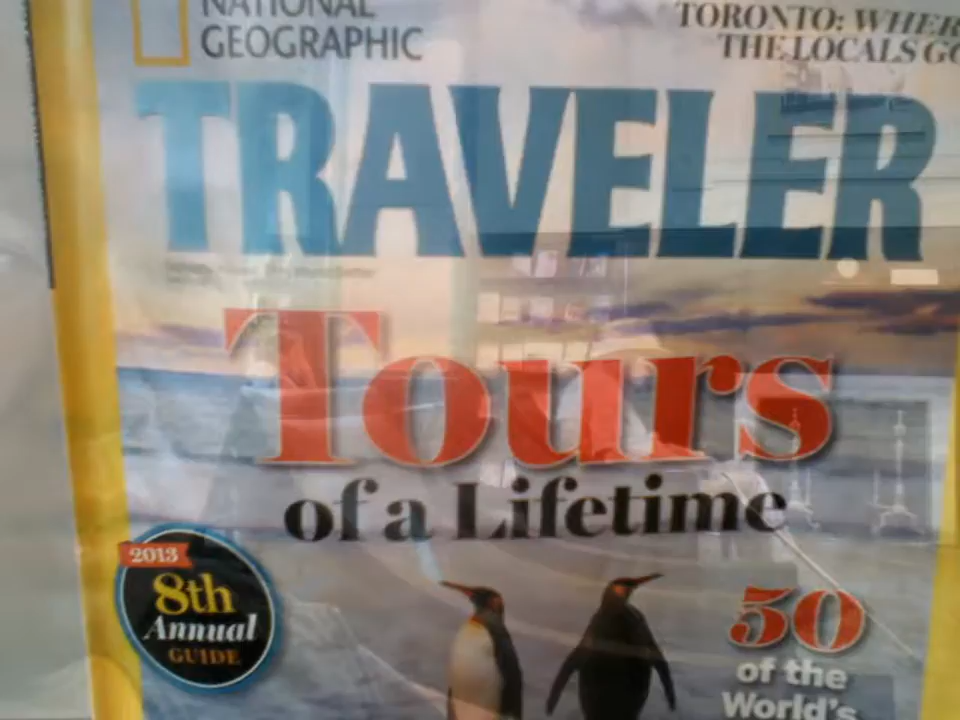 NATIONAL
GEOGRAPHIC
TORONTO:
THE LOCALS
TRAVELER
Tours
of a Lifetime
2013
8th
Annual
GUIDE
50
of the
World's